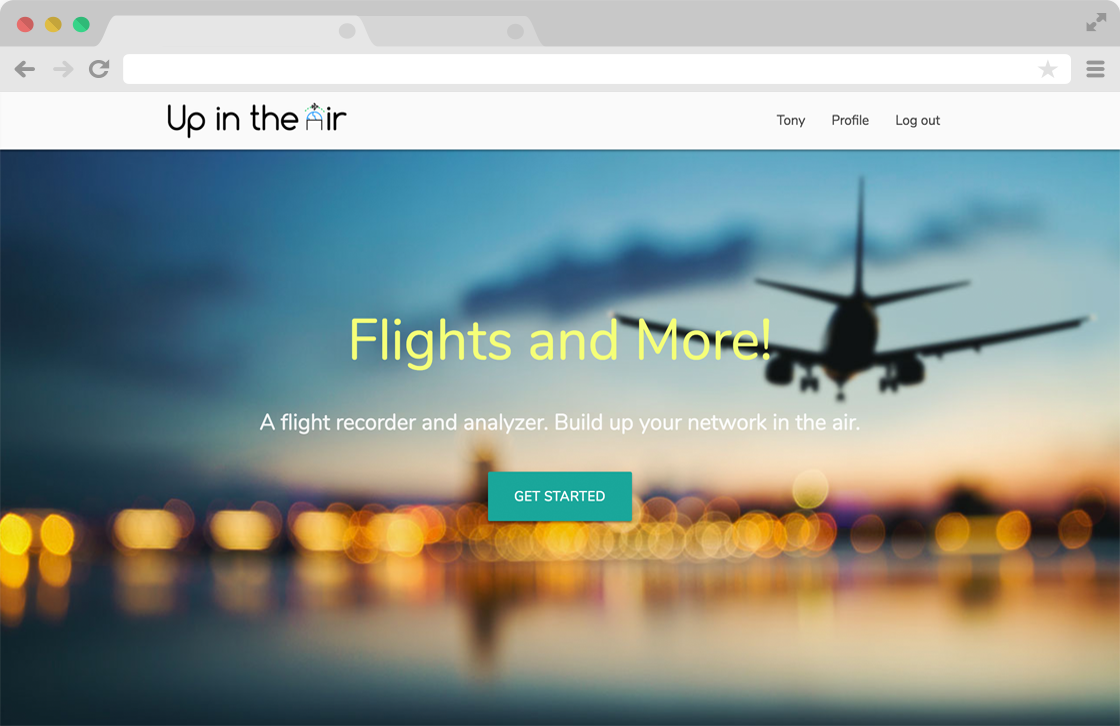 Up in the Air
Tony Profile Log out
Flights and More!
A flight recorder and analyzer. Build up your network in the air.
GET STARTED